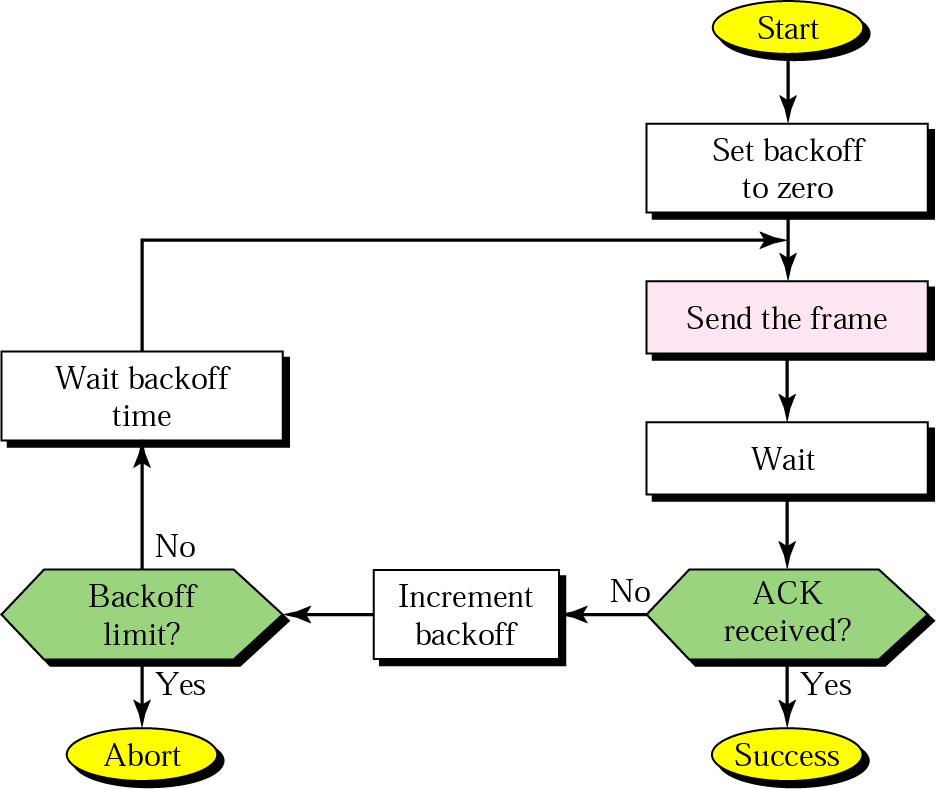 Start
Set backoff
to zero
Send the frame
Wait
ACK
received?
Yes
Success
No
Increment
backoff
Backoff
limit?
Yes
Abort
No
Wait backoff
time